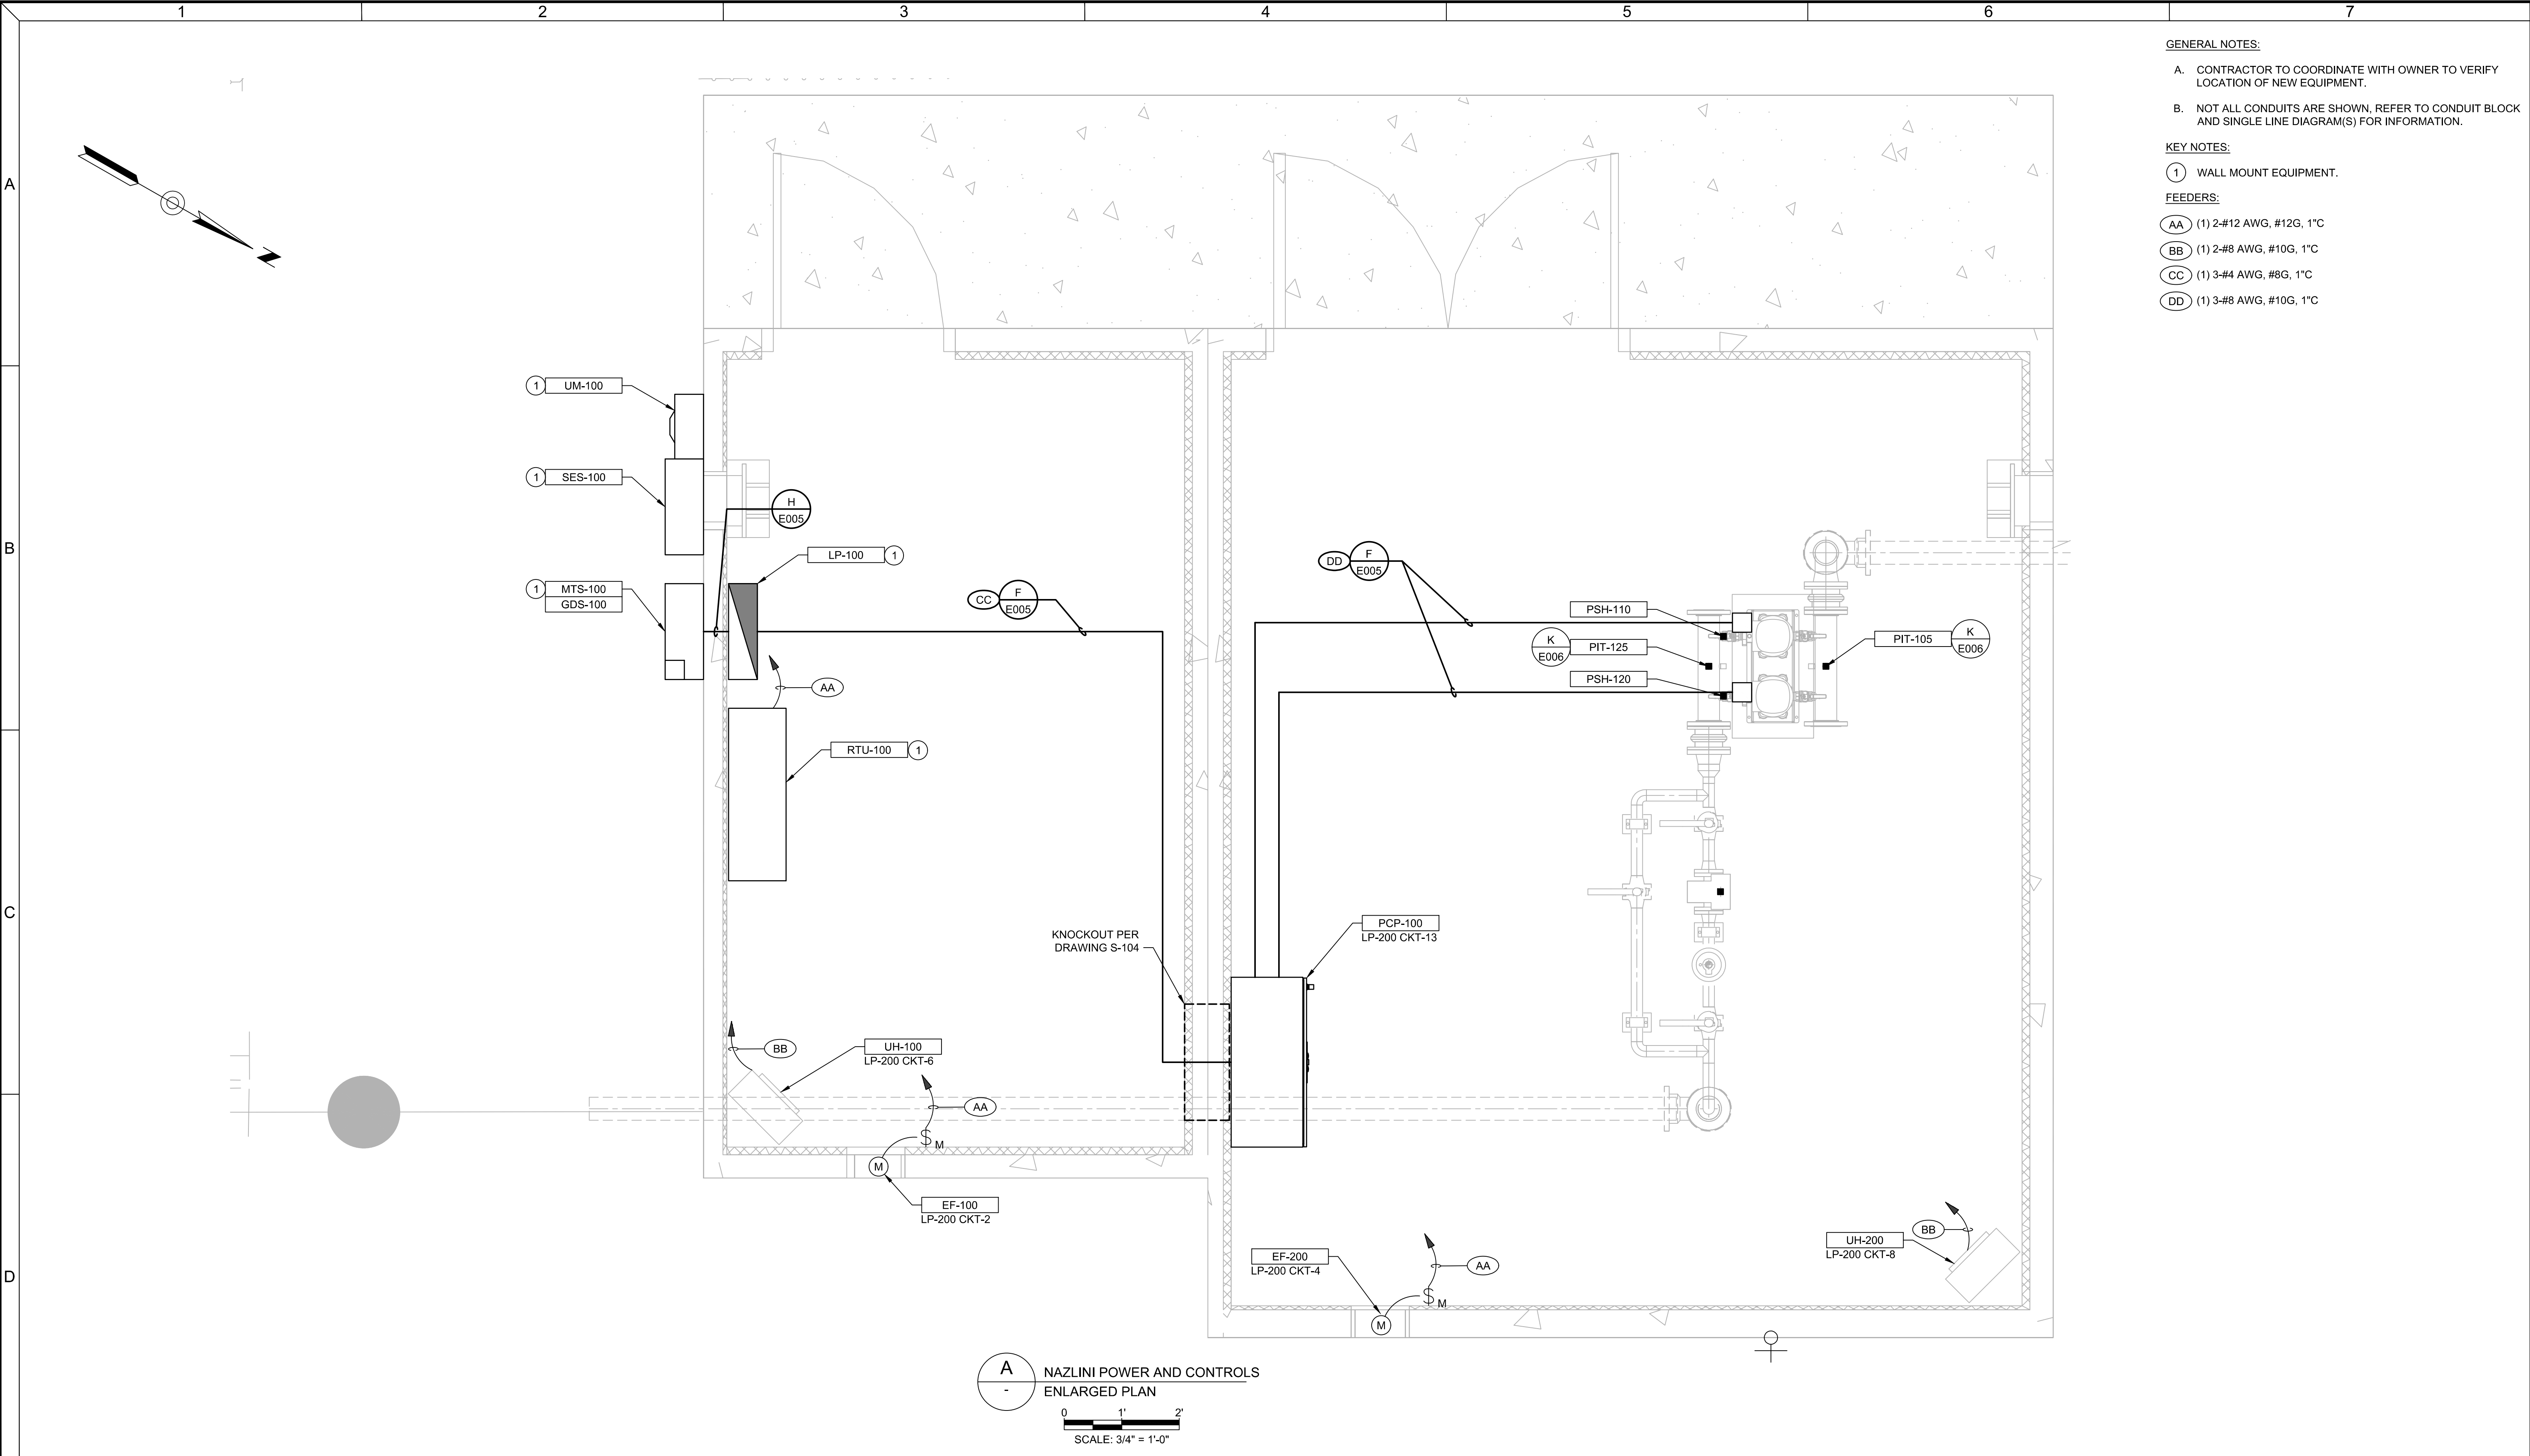 1 2 3 4 5 6 7
A
B
C
D
GENERAL NOTES:
A. CONTRACTOR TO COORDINATE WITH OWNER TO VERIFY
LOCATION OF NEW EQUIPMENT.
B. NOT ALL CONDUITS ARE SHOWN, REFER TO CONDUIT BLOCK
AND SINGLE LINE DIAGRAM(S) FOR INFORMATION.
KEY NOTES:
1 WALL MOUNT EQUIPMENT.
FEEDERS:
AA (1) 2-#12 AWG, #12G, 1"C
BB (1) 2-#8 AWG, #10G, 1"C
CC (1) 3-#4 AWG, #8G, 1"C
DD (1) 3-#8 AWG, #10G, 1"C
N
1 UM-100
1 SES-100
H
E005
LP-100 1
1 MTS-100
GDS-100
CC F
E005
AA
RTU-100 1
DD F
E005
PSH-110
K
E006
PIT-125
PSH-120
PIT-105
K
E006
KNOCKOUT PER
DRAWING S-104
PCP-100
LP-200 CKT-13
BB
UH-100
LP-200 CKT-6
AA
$ M
M
EF-100
LP-200 CKT-2
EF-200
LP-200 CKT-4
AA
$ M
M
BB
UH-200
LP-200 CKT-8
A
-
NAZLINI POWER AND CONTROLS
ENLARGED PLAN
0 1' 2'
SCALE: 3/4" = 1'-0"